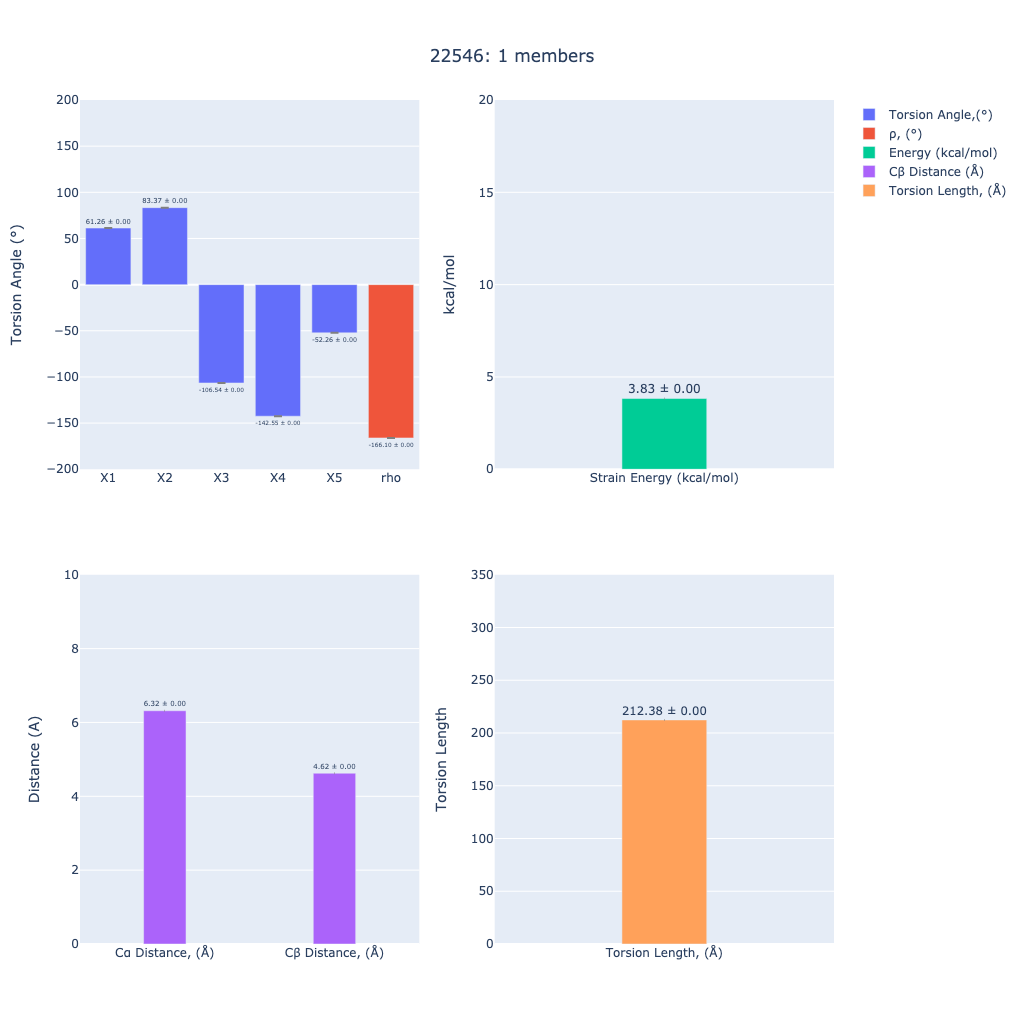 22546: 1 members
200
150
100
50
0
−50
−100
−150
−200
Torsion Angle (°)
61.26 ± 0.00
83.37 ± 0.00
-106.54 ± 0.00
-142.55 ± 0.00
-52.26 ± 0.00
-166.10 ± 0.00
X1 X2 X3 X4 X5 rho
20
15
10
5
0
kcal/mol
3.83 ± 0.00
Strain Energy (kcal/mol)
Torsion Angle,(°)
ρ, (°)
Energy (kcal/mol)
Cβ Distance (Å)
Torsion Length, (Å)
10
8
6
4
2
0
Distance (A)
6.32 ± 0.00
4.62 ± 0.00
Cα Distance, (Å) Cβ Distance, (Å)
350
300
250
200
150
100
50
0
Torsion Length
212.38 ± 0.00
Torsion Length, (Å)